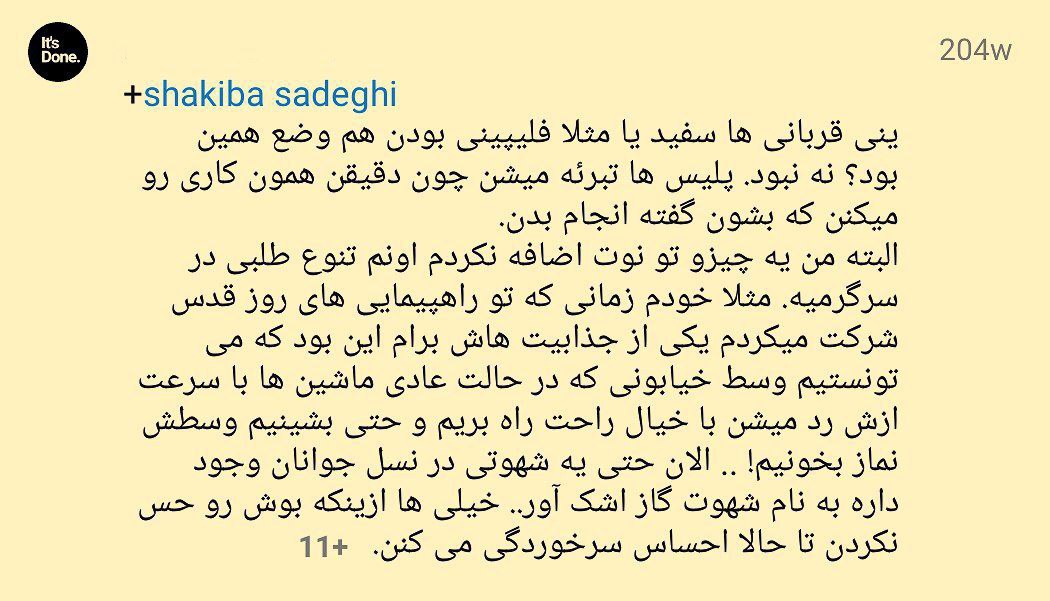 It's
Done.
204w
+shakiba sadeghi
ینی قربانی ها سفید یا مثلا فلیپینی بودن هم وضع همین
بود؟ نه نبود. پلیس ها تبرئه میشن چون دقیقن همون کاری رو
میکنن که بشون گفته انجام بدن.
البته من یه چیزو تو نوت اضافه نکردم اونم تنوع طلبی در
سرگرمیه. مثلا خودم زمانی که تو راهپیمایی های روز قدس
شرکت میکردم یکی از جذابیت هاش برام این بود که می
تونستیم وسط خیابونی که در حالت عادی ماشین ها با سرعت
ازش رد میشن با خیال راحت راه بریم و حتی بشینیم وسطش
نماز بخونیم! .. الان حتی یه شهوتی در نسل جوانان وجود
داره به نام شهوت گاز اشک آور.. خیلی ها ازینکه بوش رو حس
نکردن تا حالا احساس سرخوردگی می کنن. 11+